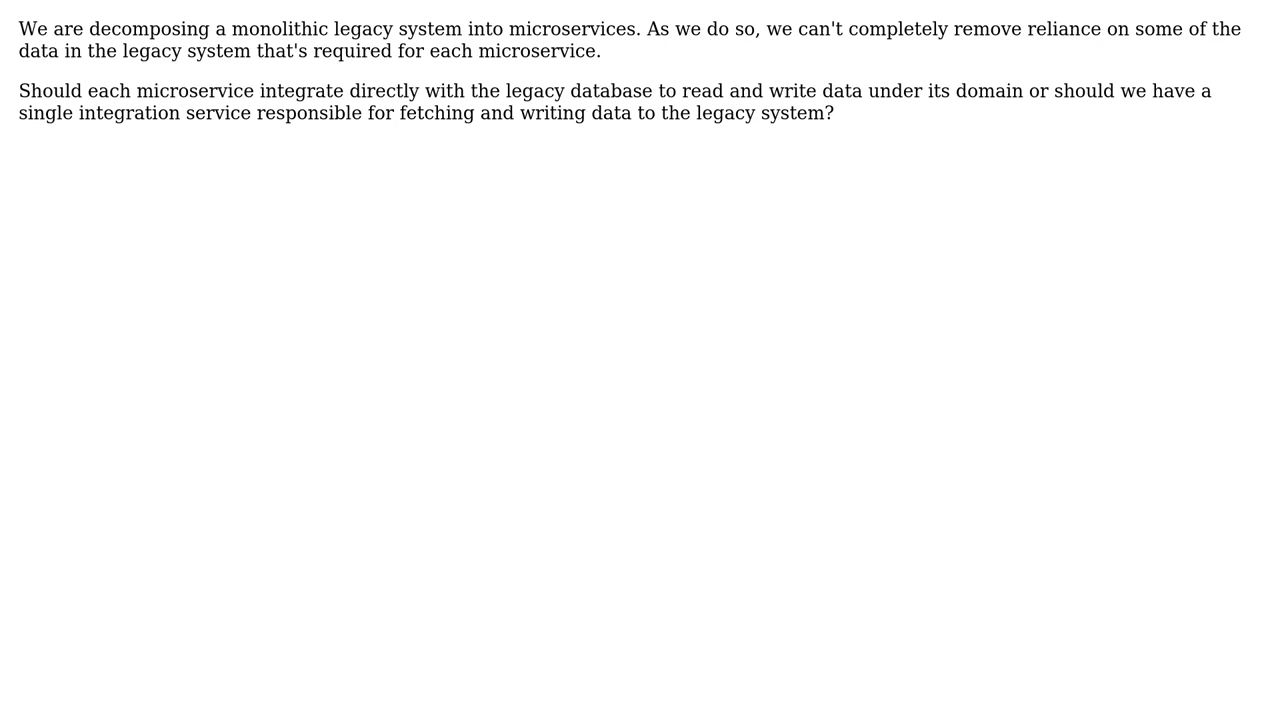 We are decomposing a monolithic legacy system into microservices. As we do so, we can't completely remove reliance on some of the
data in the legacy system that's required for each microservice.
Should each microservice integrate directly with the legacy database to read and write data under its domain or should we have a
single integration service responsible for fetching and writing data to the legacy system?